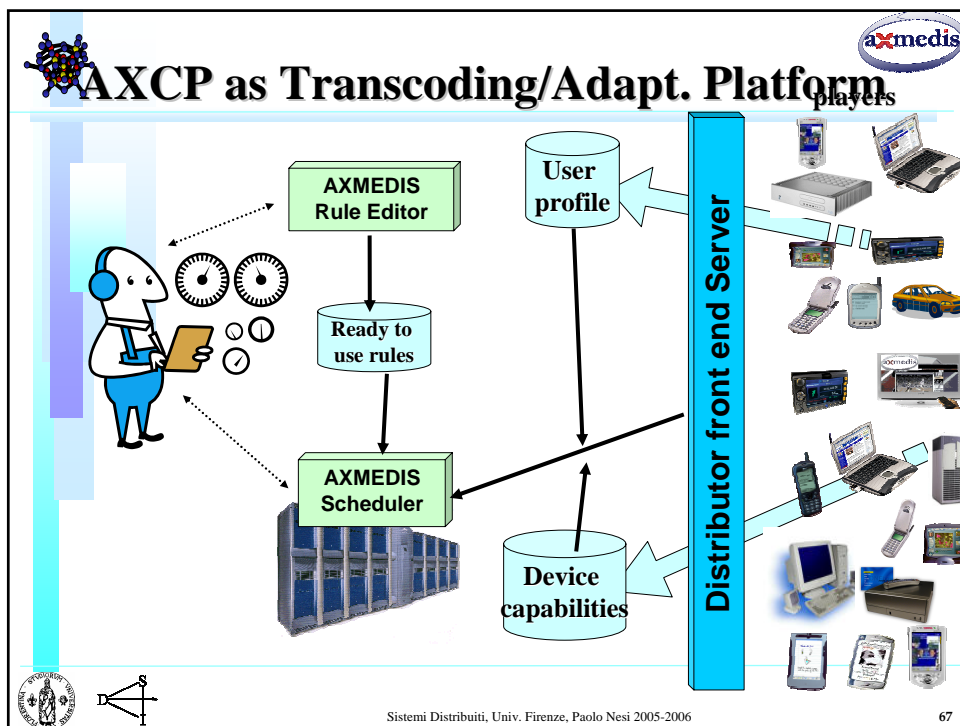 axmedis
AXCP as Transcoding/Adapt. Platform
players
AXMEDIS
Rule Editor
User
profile
Ready to
use rules
Distributor front end Server
axmedis
AXMEDIS
Scheduler
Device
capabilities
D
S
I
Sistemi Distribuiti, Univ. Firenze, Paolo Nesi 2005-2006
67